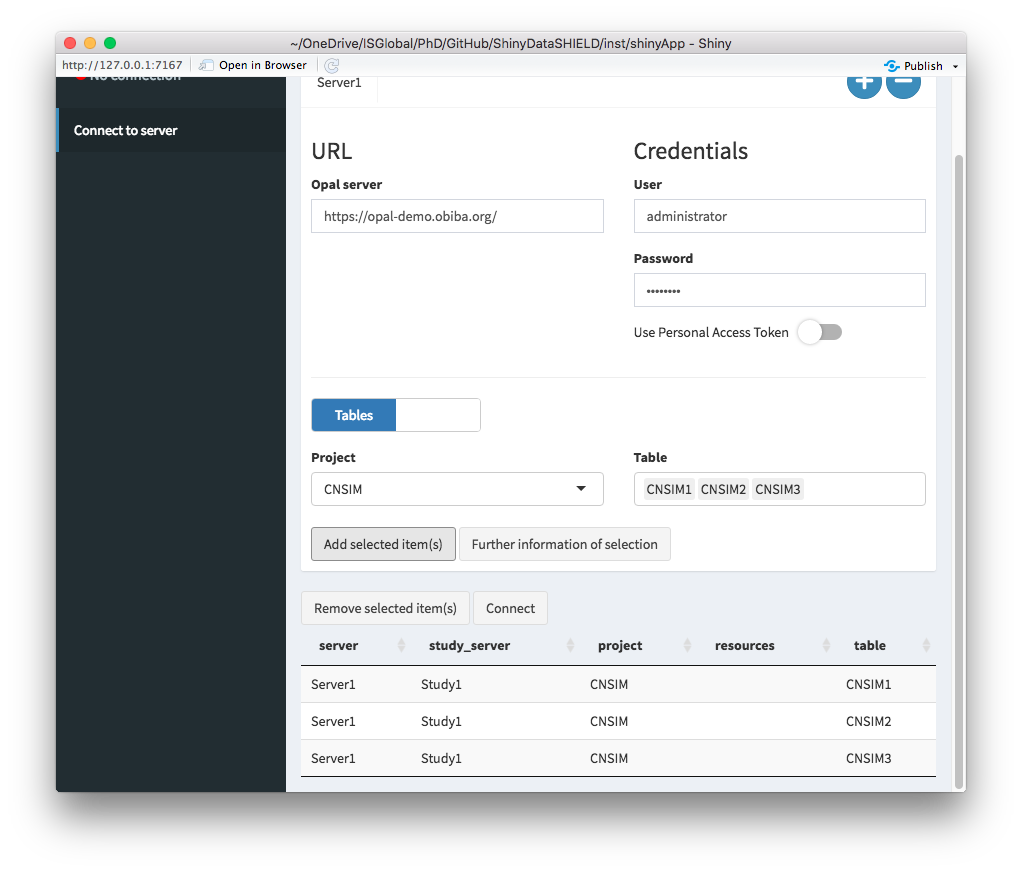 ~/OneDrive/ISGlobal/PhD/GitHub/ShinyDataSHIELD/inst/shinyApp - Shiny
http://127.0.0.1:7167 Open in Browser Publish
No connection
Server1
Connect to server
URL Credentials
Opal server User
https://opal-demo.obiba.org/ administrator
Password
••••••••
Use Personal Access Token
Tables
Project Table
CNSIM CNSIM1 CNSIM2 CNSIM3
Add selected item(s) Further information of selection
Remove selected item(s) Connect
server study_server project resources table
Server1 Study1 CNSIM CNSIM1
Server1 Study1 CNSIM CNSIM2
Server1 Study1 CNSIM CNSIM3